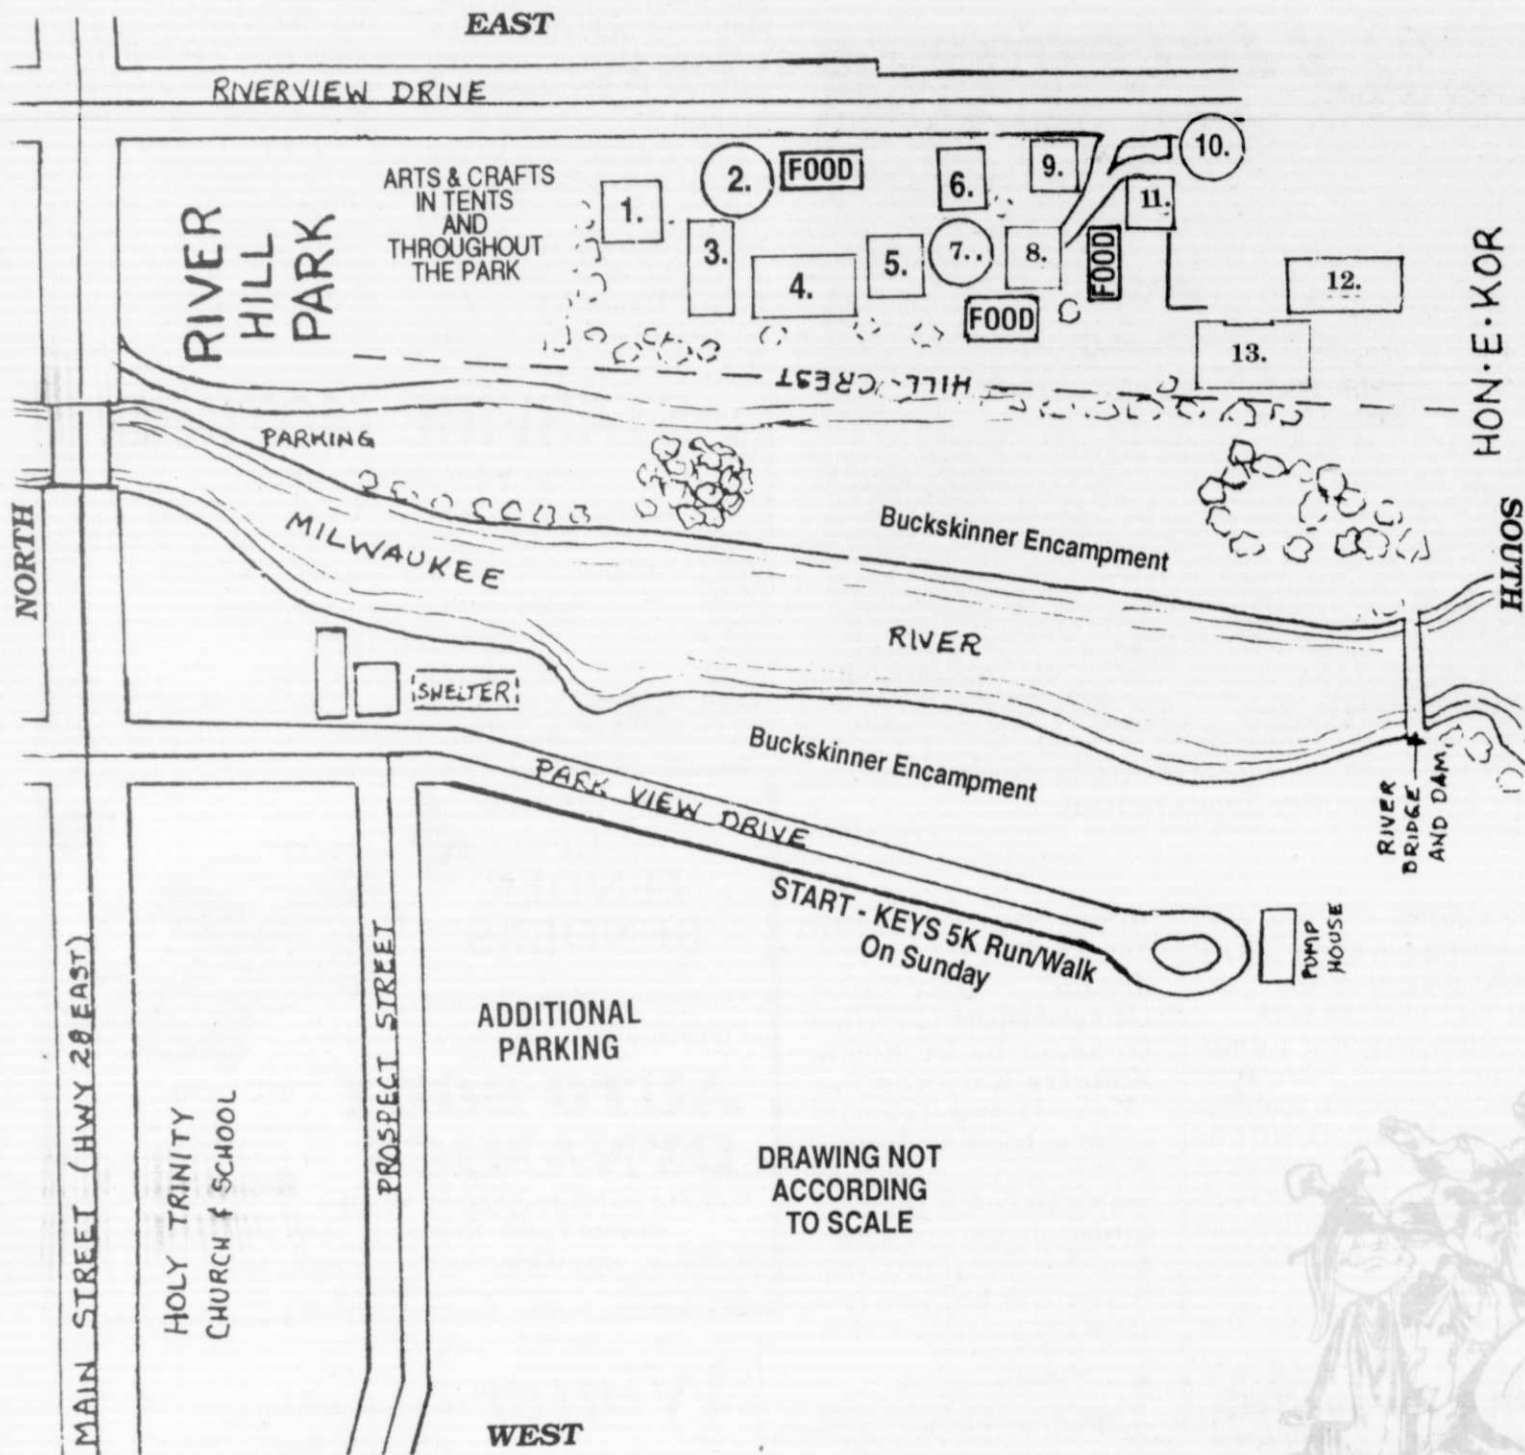 EAST
RIVERVIEW DRIVE
RIVER
HILL
PARK
ARTS & CRAFTS
IN TENTS
AND
THROUGHOUT
THE PARK
1.
2.
FOOD
3.
4.
5.
6.
7..
8.
9.
10.
11.
FOOD
FOOD
12.
13.
HON·E·KOR
HILL-CREST
PARKING
NORTH
SOUTH
MILWAUKEE
RIVER
Buckskinner Encampment
SHELTER
Buckskinner Encampment
PARK VIEW DRIVE
RIVER
BRIDGE
AND DAM
START - KEYS 5K Run/Walk
On Sunday
PUMP
HOUSE
MAIN STREET (HWY 28 EAST)
HOLY TRINITY
CHURCH & SCHOOL
PROSPECT STREET
ADDITIONAL
PARKING
DRAWING NOT
ACCORDING
TO SCALE
WEST